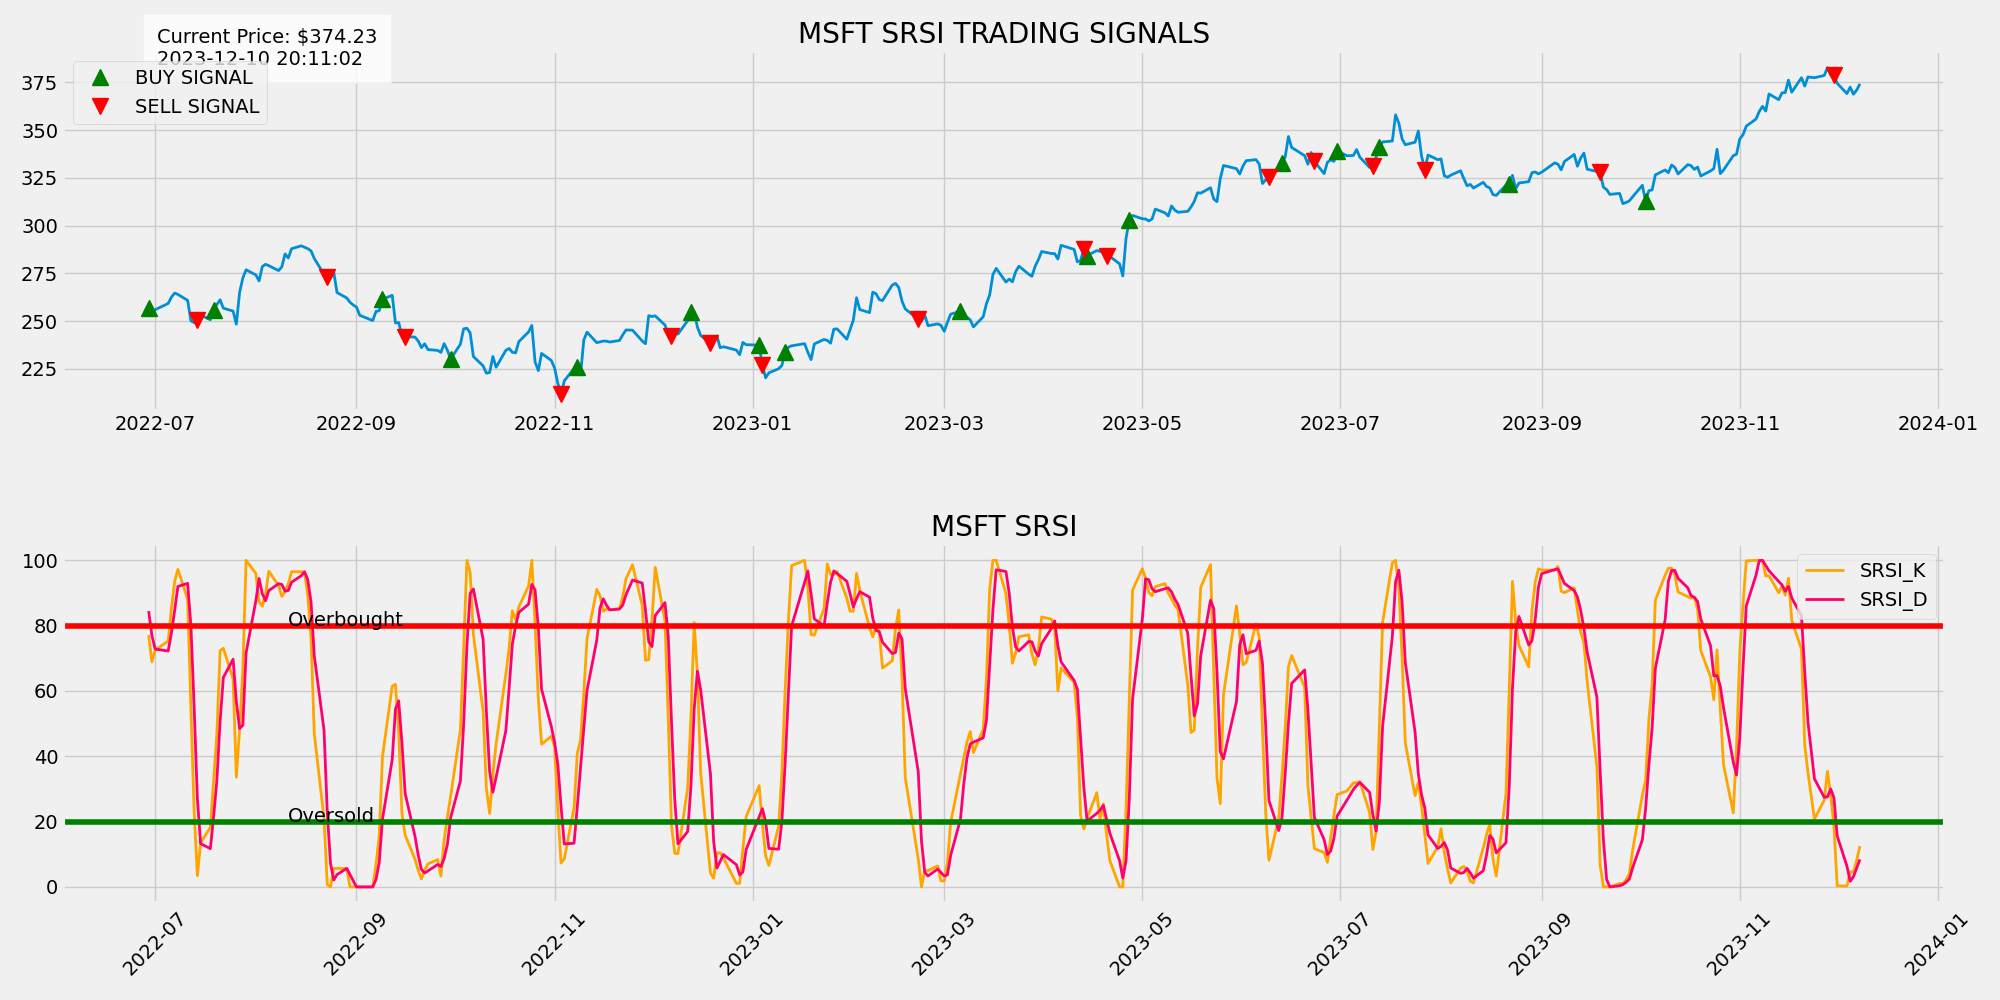 MSFT SRSI TRADING SIGNALS
Current Price: $374.23
2023-12-10 20:11:02
BUY SIGNAL
SELL SIGNAL
375
350
325
300
275
250
225
2022-07 2022-09 2022-11 2023-01 2023-03 2023-05 2023-07 2023-09 2023-11 2024-01
MSFT SRSI
SRSI_K
SRSI_D
Overbought
Oversold
100
80
60
40
20
0
2022-07 2022-09 2022-11 2023-01 2023-03 2023-05 2023-07 2023-09 2023-11 2024-01